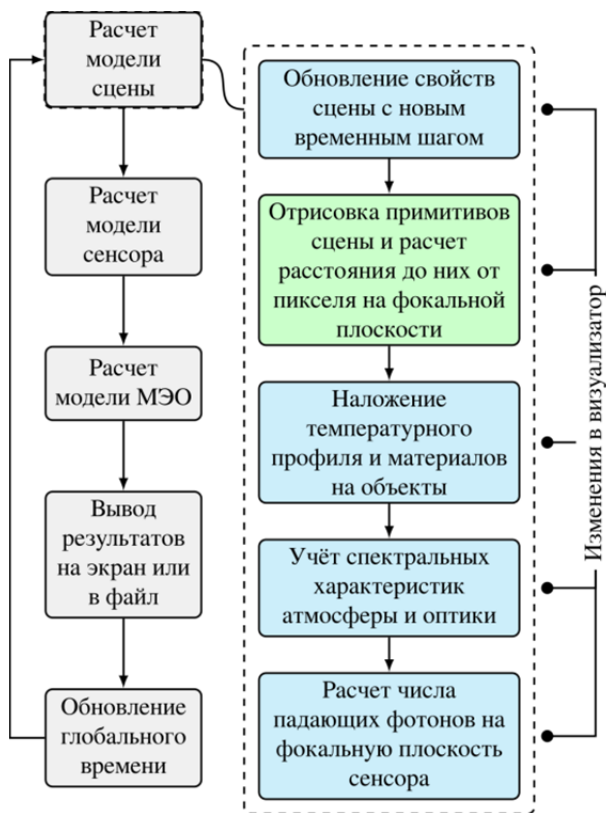 Расчет
модели
сцены
Расчет
модели
сенсора
Расчет
модели МЭО
Вывод
результатов
на экран или
в файл
Обновление
глобального
времени
Обновление свойств
сцены с новым
временным шагом
Отрисовка примитивов
сцены и расчет
расстояния до них от
пикселя на фокальной
плоскости
Наложение
температурного
профиля и материалов
на объекты
Учёт спектральных
характеристик
атмосферы и оптики
Расчет числа
падающих фотонов на
фокальную плоскость
сенсора
Изменения в визуализатор